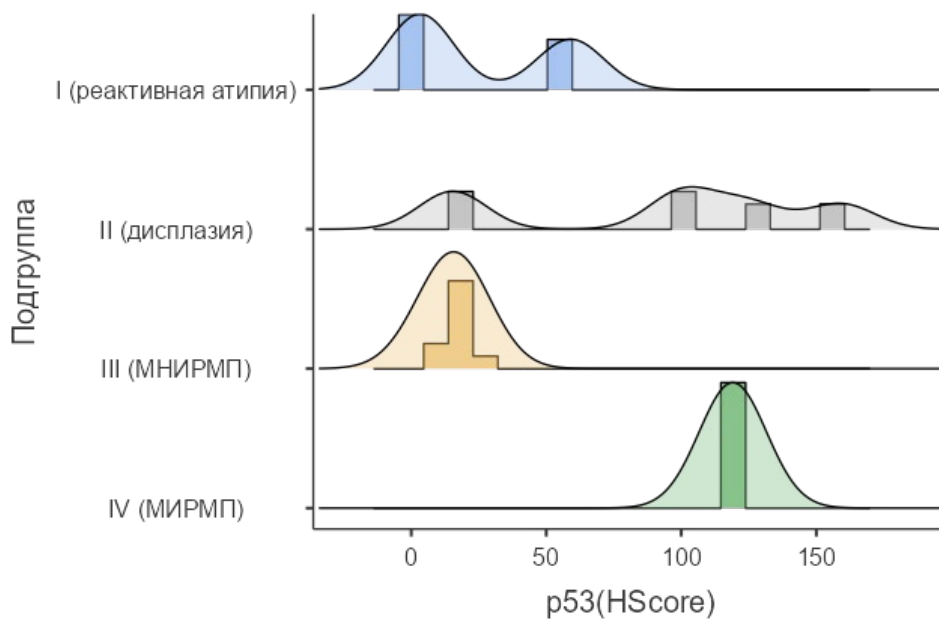 I (реактивная атипия)
II (дисплазия)
III (МНИРМП)
IV (МИРМП)
Подгруппа
0 50 100 150
p53(HScore)